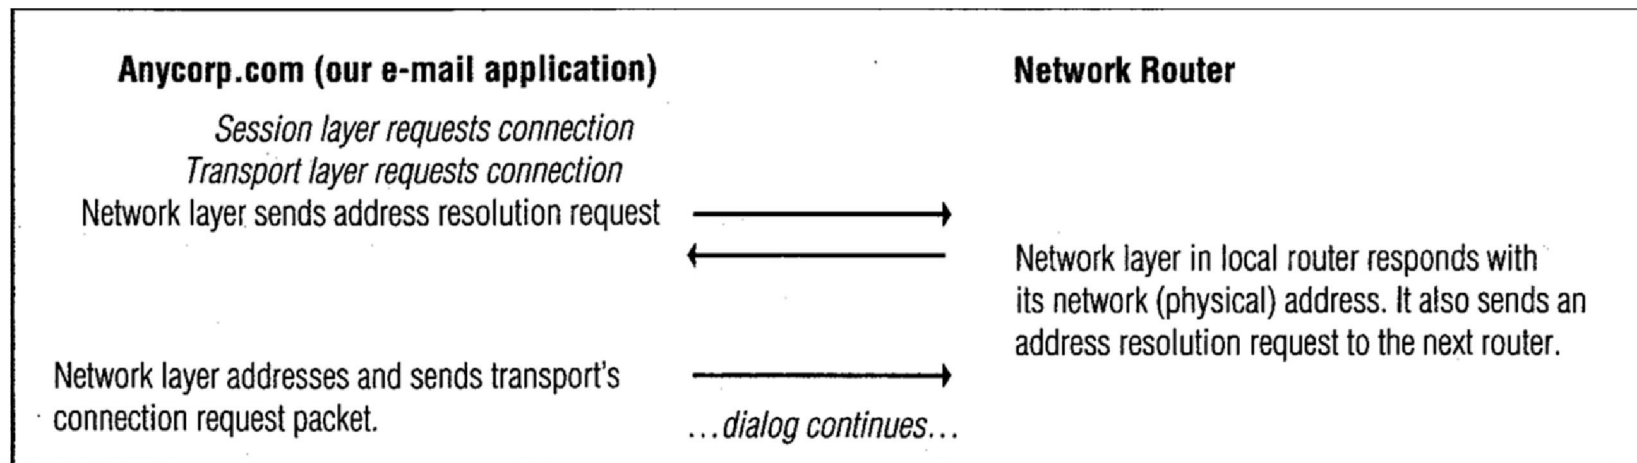 Anycorp.com (our e-mail application)
Network Router
Session layer requests connection
Transport layer requests connection
Network layer sends address resolution request
Network layer in local router responds with
its network (physical) address. It also sends an
address resolution request to the next router.
Network layer addresses and sends transport's
connection request packet.
...dialog continues...